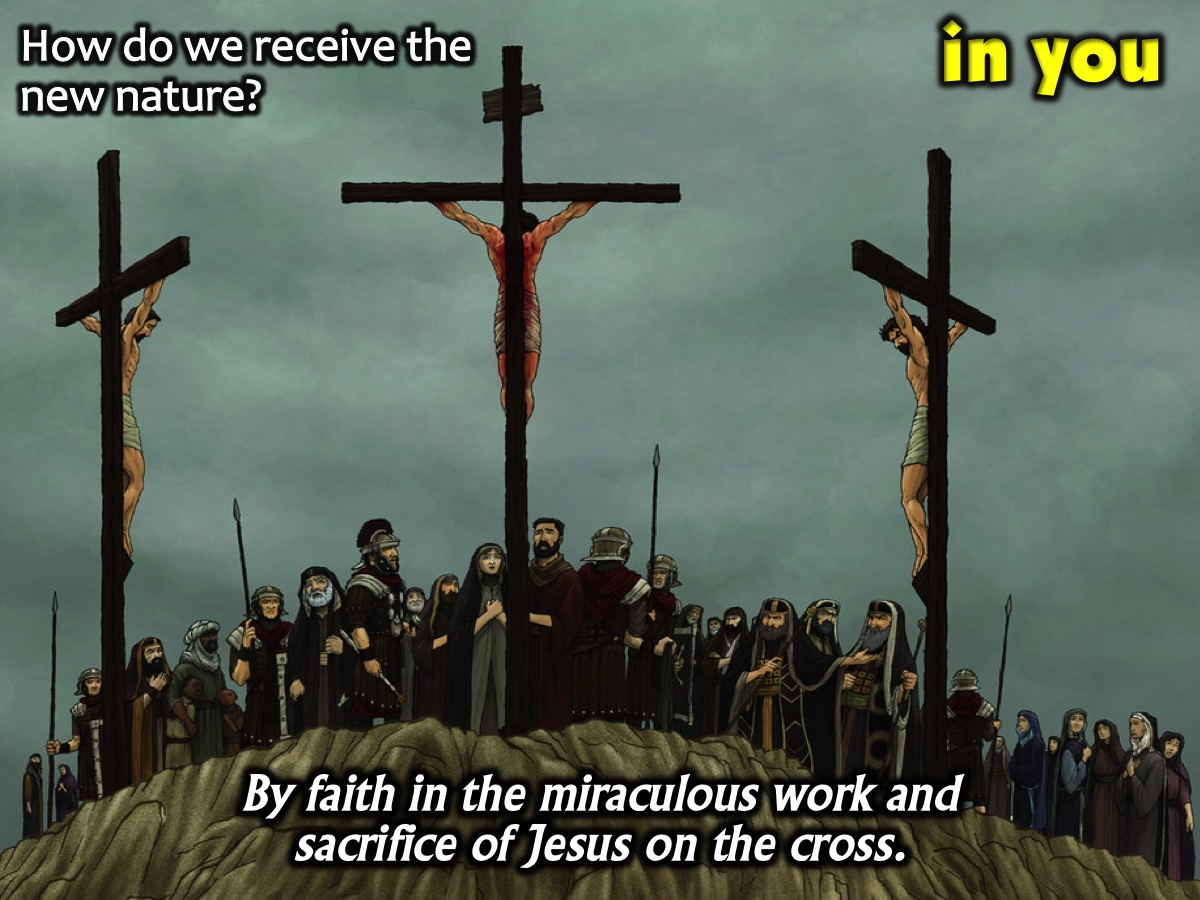 How do we receive the
new nature?
in you
By faith in the miraculous work and
sacrifice of Jesus on the cross.